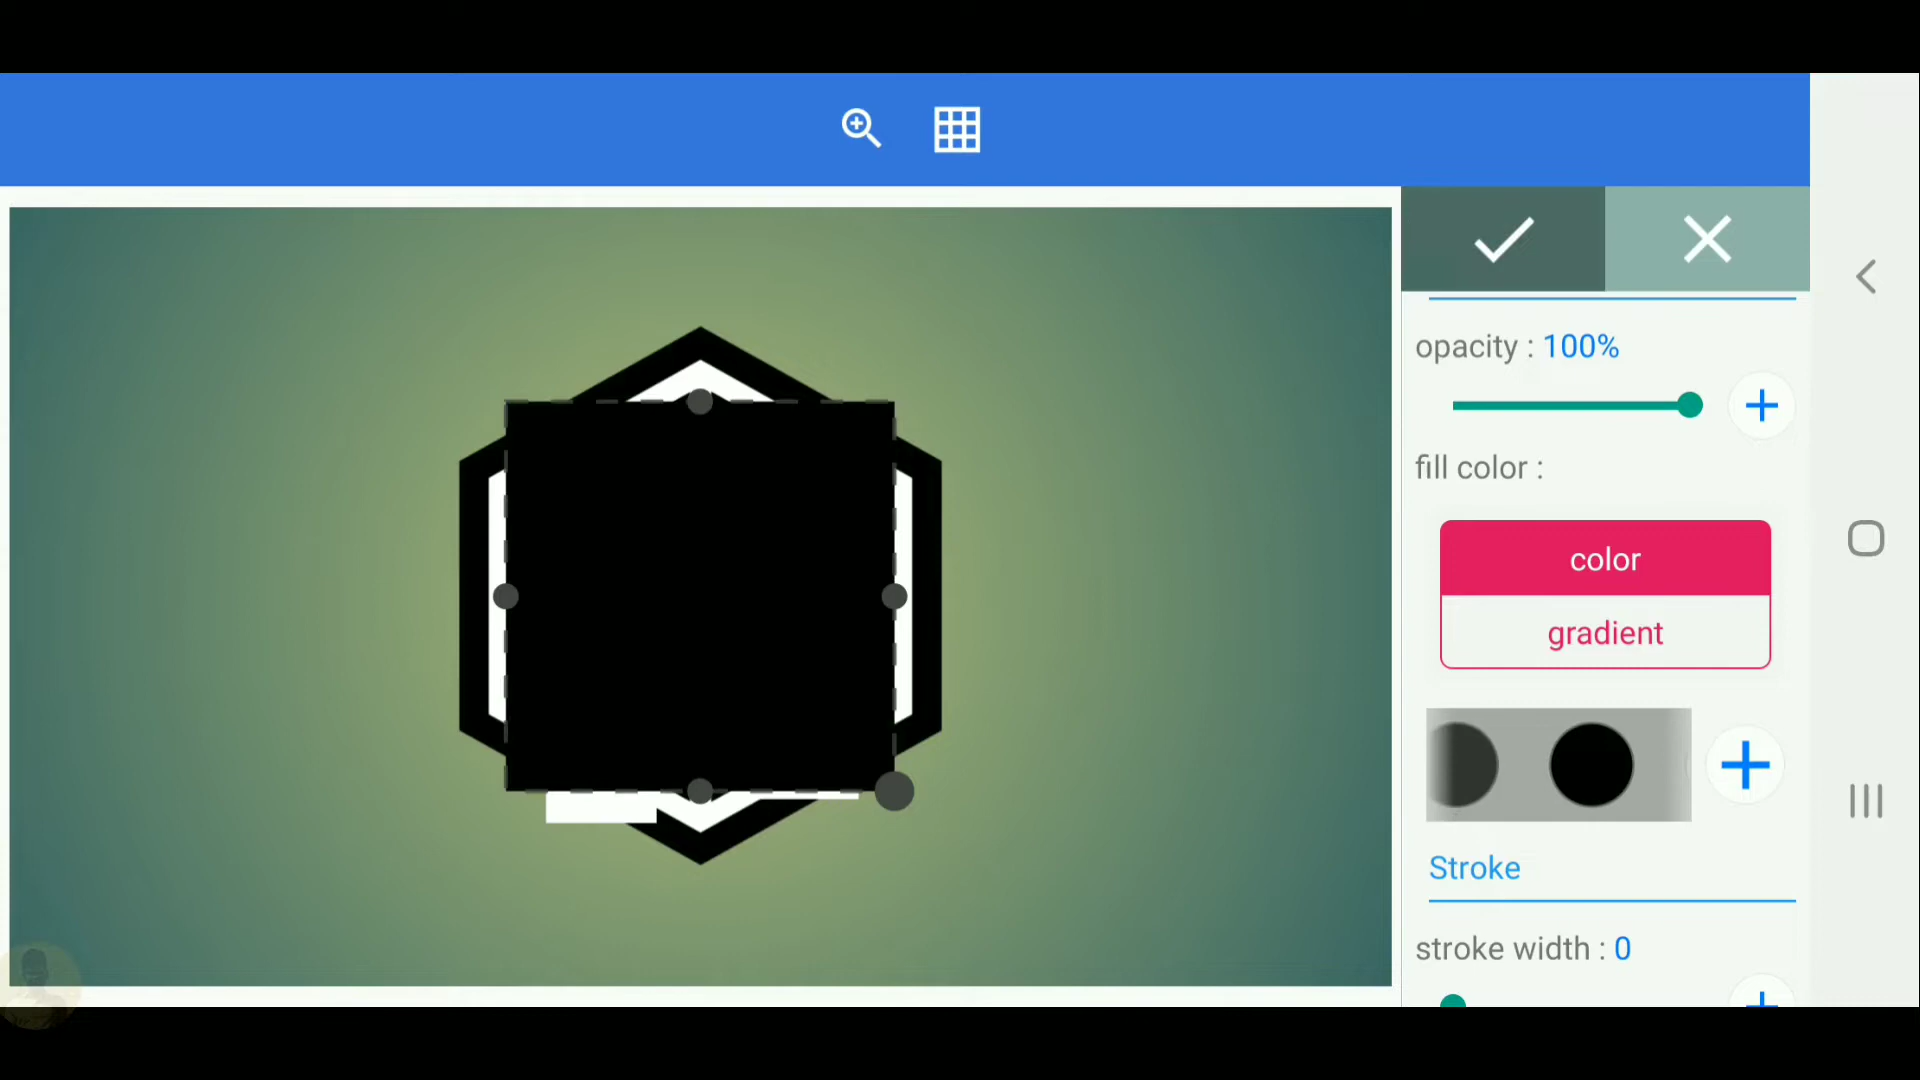 opacity : 100%
fill color :
color
gradient
Stroke
stroke width : 0